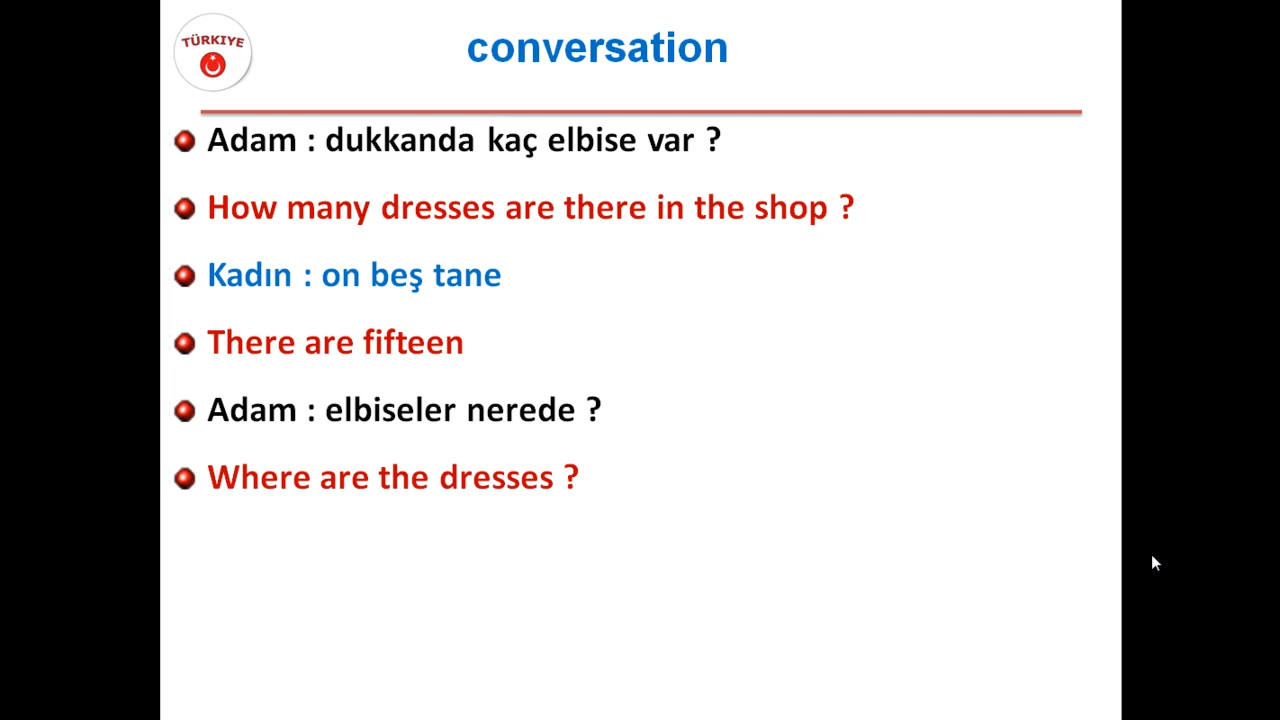 TÜRKIYE
conversation
Adam : dukkanda kaç elbise var ?
How many dresses are there in the shop ?
Kadın : on beş tane
There are fifteen
Adam : elbiseler nerede ?
Where are the dresses ?